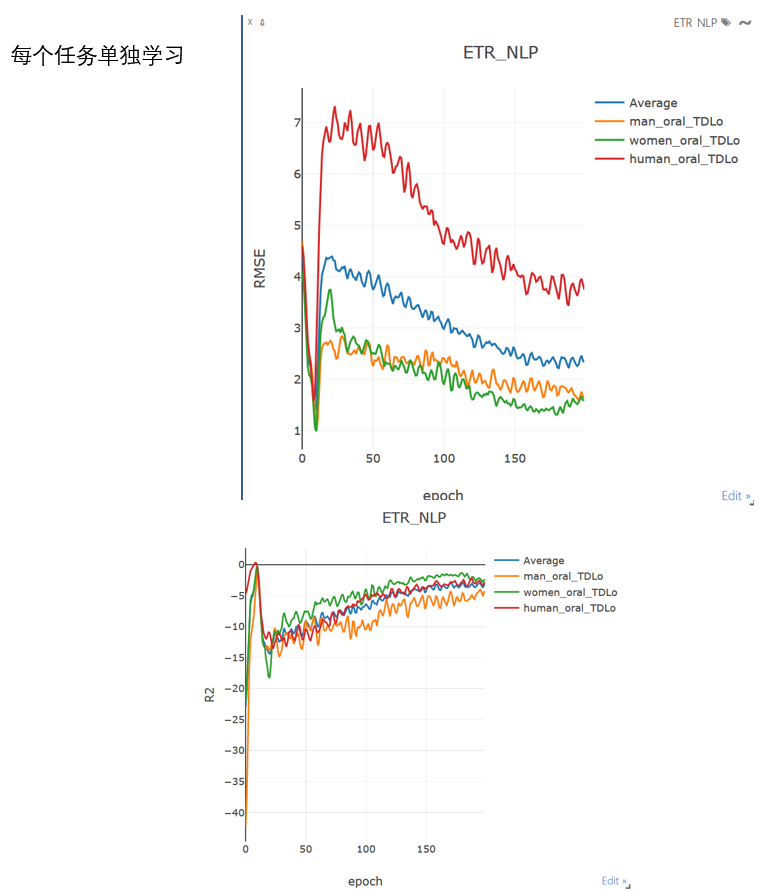 x ⇩
ETR NLP
每个任务单独学习
ETR_NLP
Average
man_oral_TDLo
women_oral_TDLo
human_oral_TDLo
RMSE
7
6
5
4
3
2
1
0 50 100 150
epoch
Edit »
ETR_NLP
Average
man_oral_TDLo
women_oral_TDLo
human_oral_TDLo
R2
0
−5
−10
−15
−20
−25
−30
−35
−40
0 50 100 150
epoch
Edit »